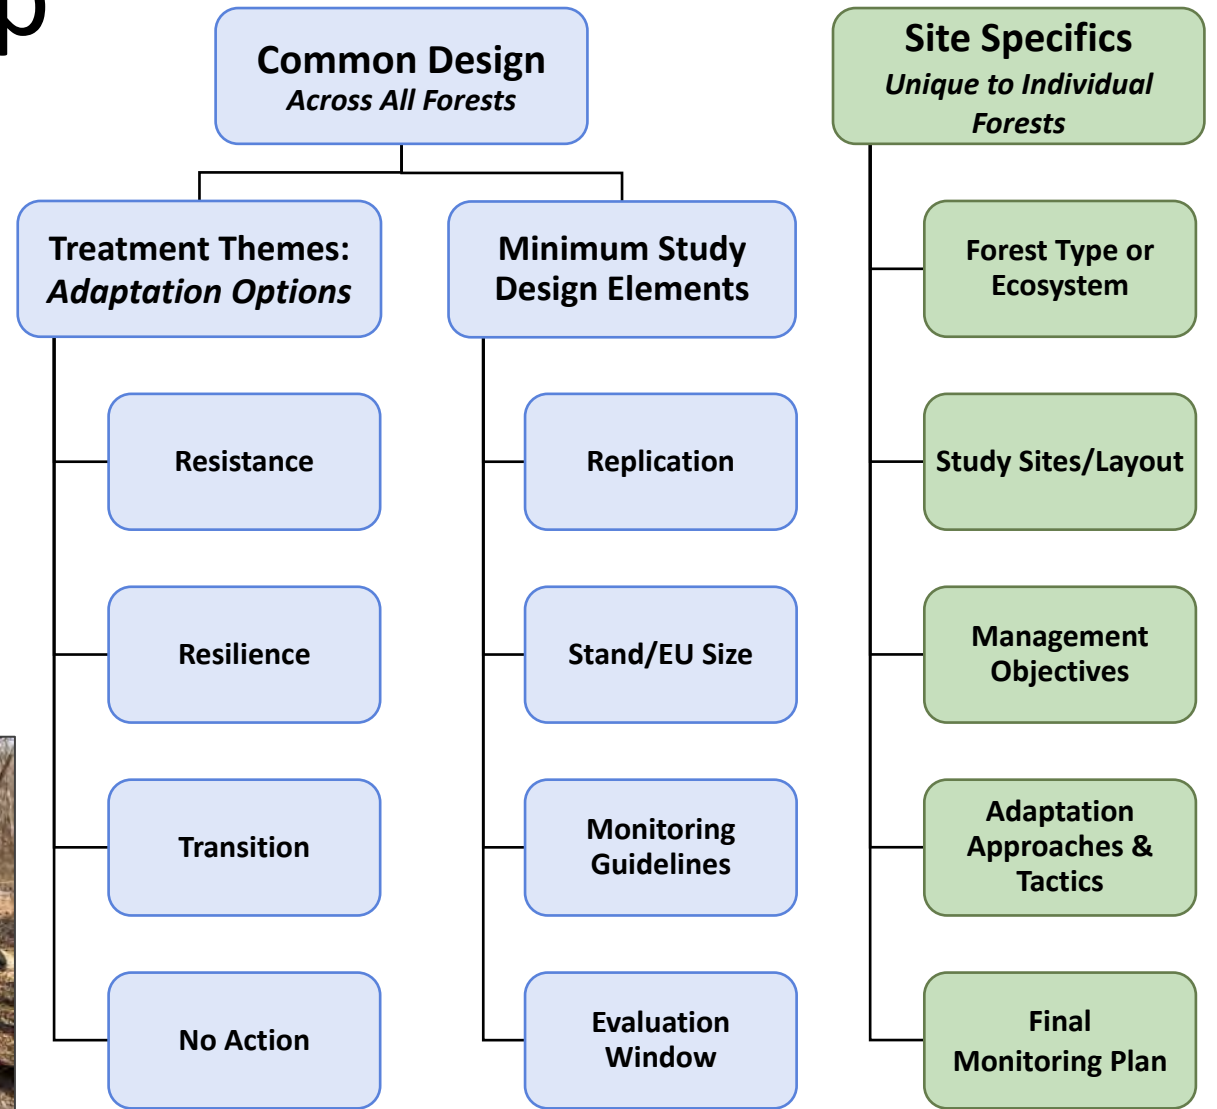 p
Common Design
Across All Forests
Site Specifics
Unique to Individual
Forests
Treatment Themes:
Adaptation Options
Minimum Study
Design Elements
Forest Type or
Ecosystem
Resistance
Replication
Study Sites/Layout
Resilience
Stand/EU Size
Management
Objectives
Transition
Monitoring
Guidelines
Adaptation
Approaches &
Tactics
No Action
Evaluation
Window
Final
Monitoring Plan